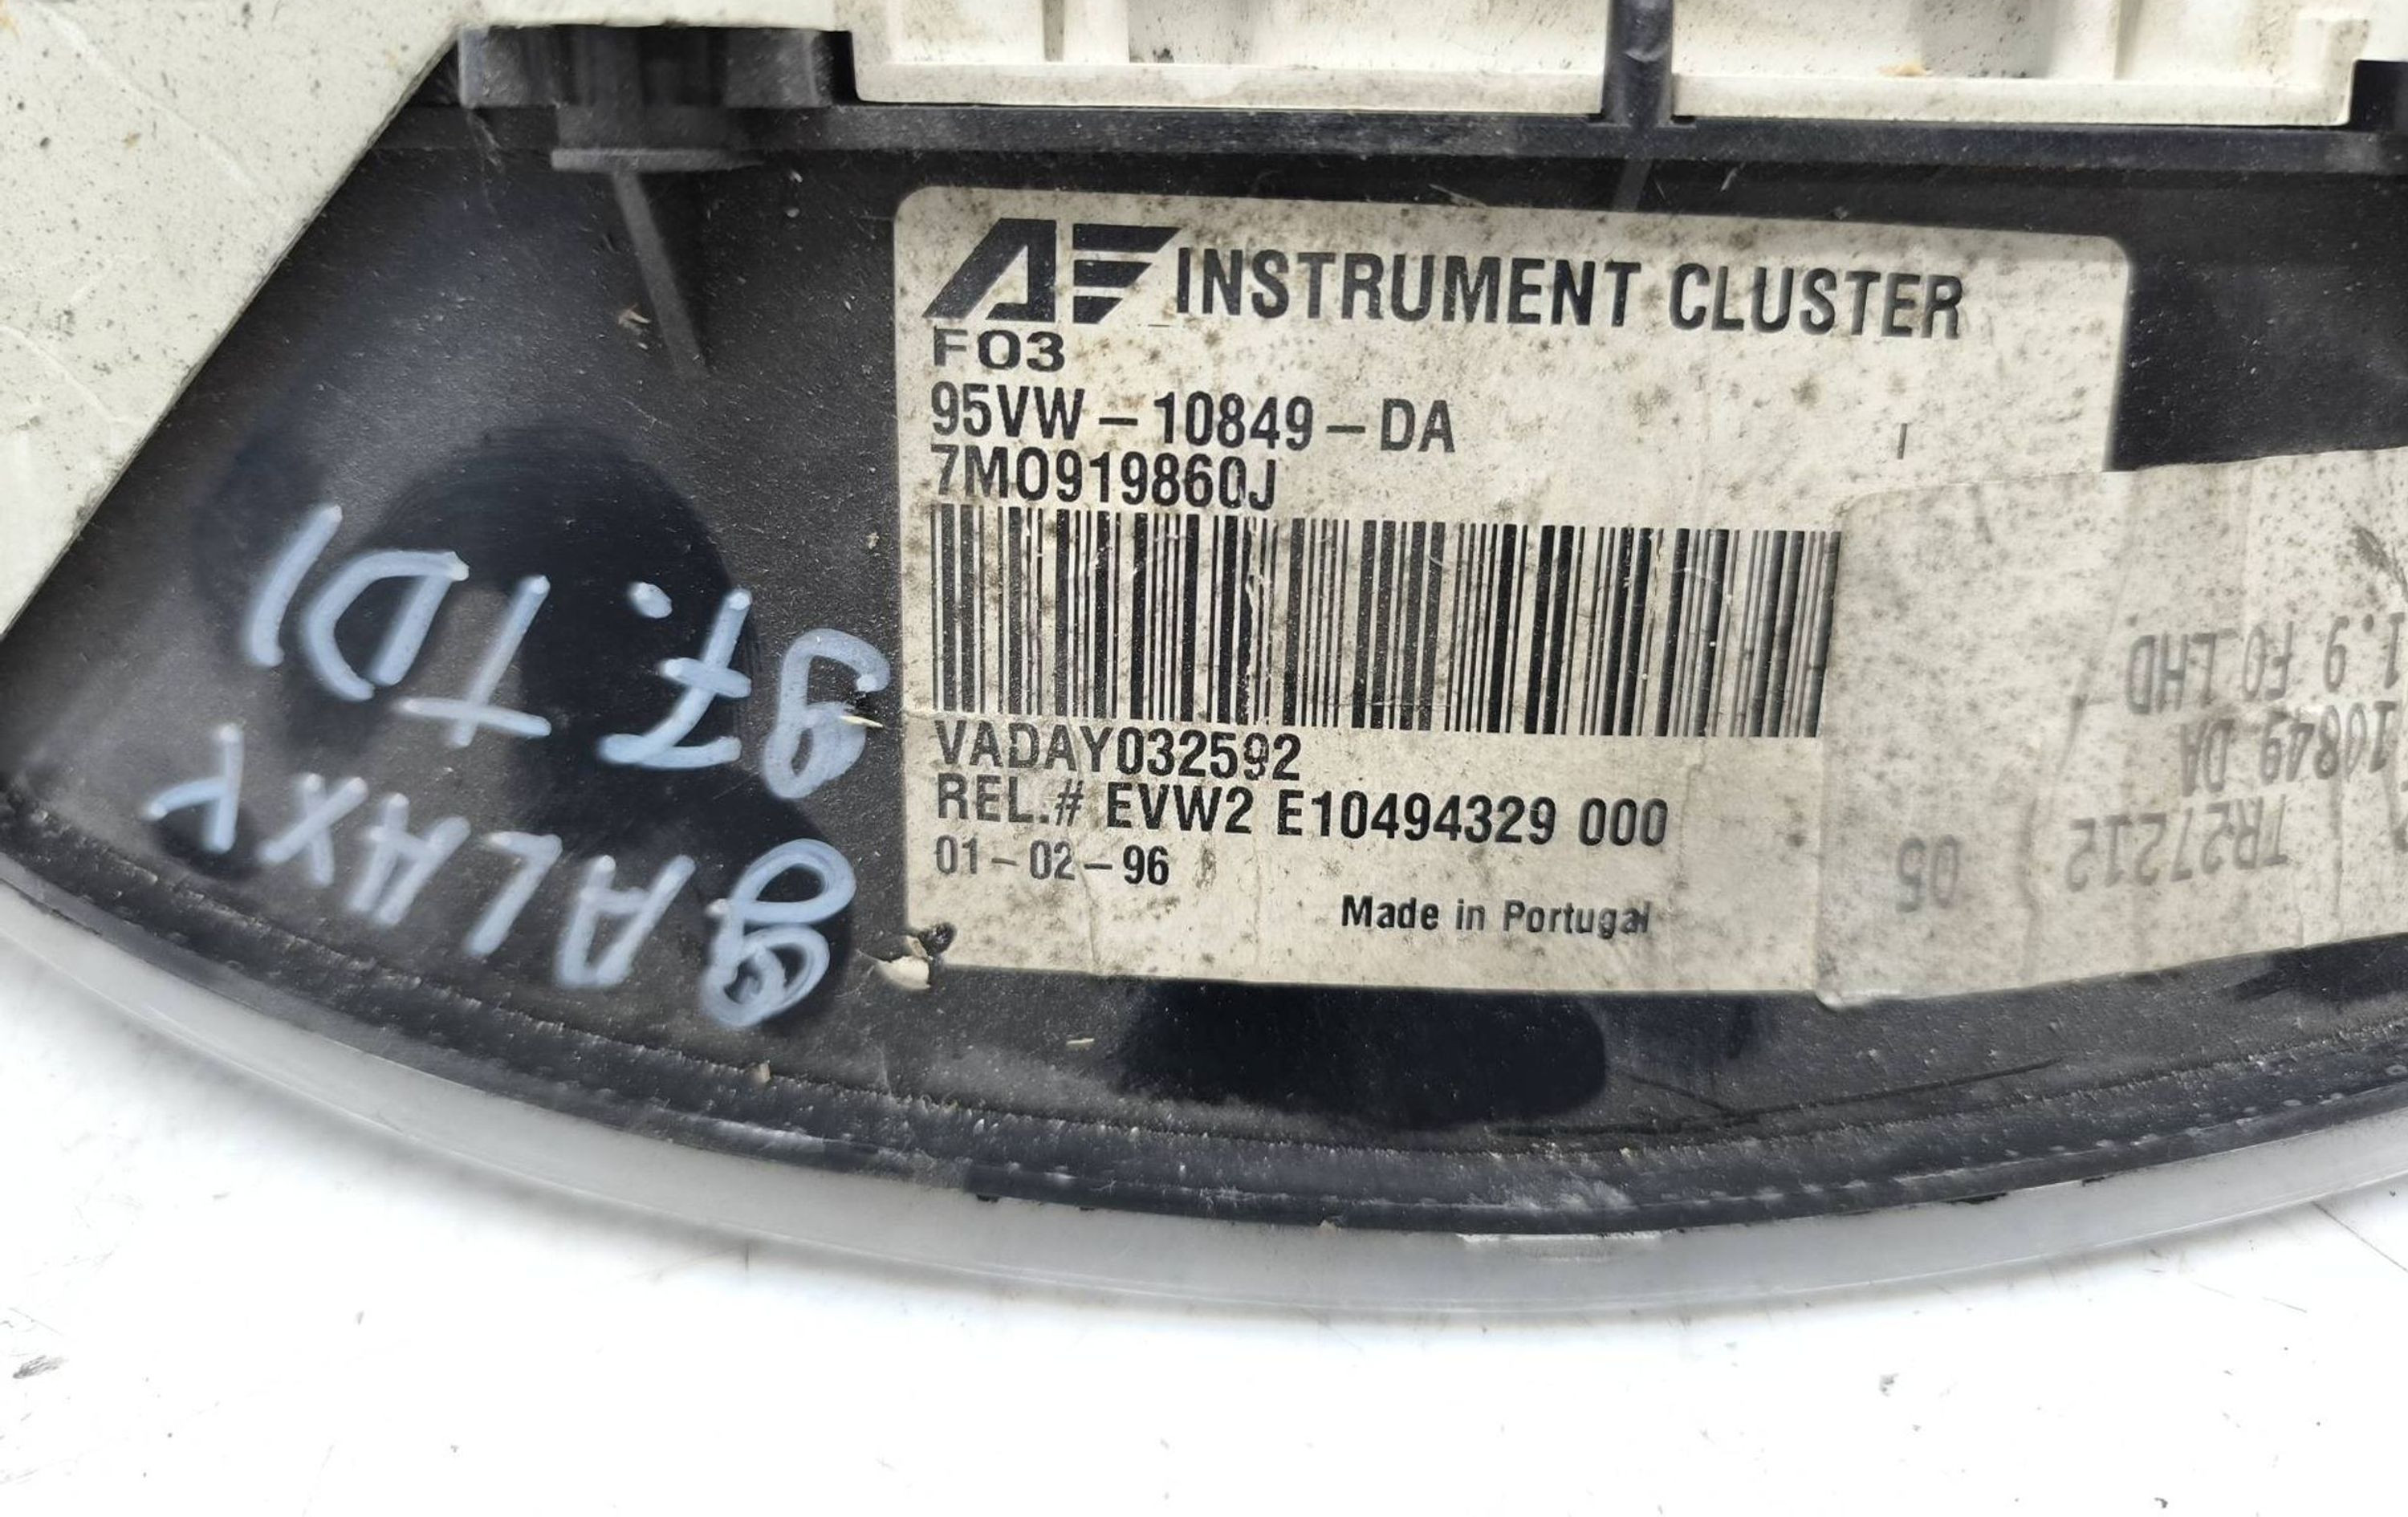 AE INSTRUMENT CLUSTER
F03
95VW-10849-DA
7M0919860J
VADAY032592
REL.# EVW2 E10494329 000
01-02-96
Made in Portugal
TR27212 05
10849 DA
1.9 FO LHD
GALAXY
97. TDI